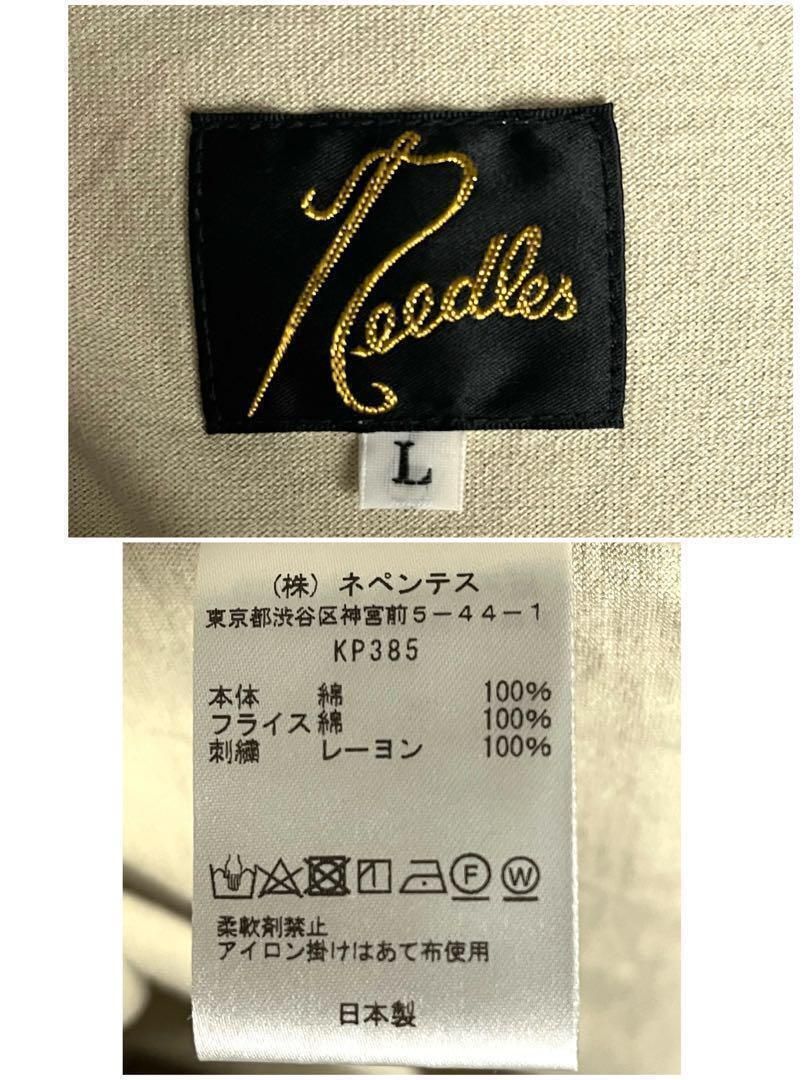 Needles
L
(株) ネペンテス
東京都渋谷区神宮前5-44-1
KP385
本体 綿 100%
フライス 綿 100%
刺繍 レーヨン 100%
F W
柔軟剤禁止
アイロン掛けはあて布使用
日本製